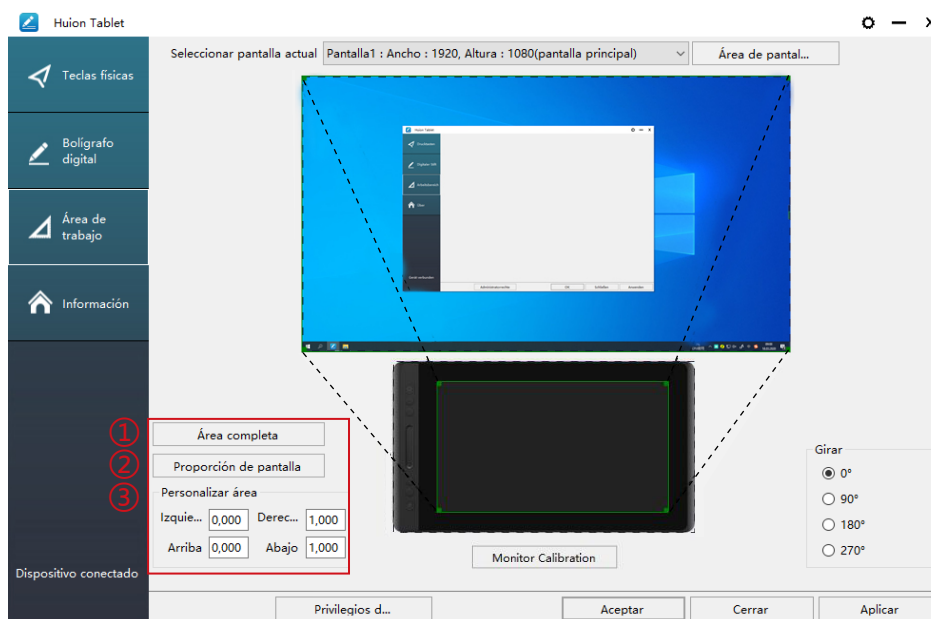 Huion Tablet
Seleccionar pantalla actual Pantalla1 : Ancho : 1920, Altura : 1080(pantalla principal) Área de pantal...
Teclas físicas
Bolígrafo
digital
Área de
trabajo
Información
Huion Tablet
① Área completa
② Proporción de pantalla
③ Personalizar área
Izquie... 0,000 Derec... 1,000
Arriba 0,000 Abajo 1,000
Monitor Calibration
Girar
0°
90°
180°
270°
Dispositivo conectado
Privilegios d... Aceptar Cerrar Aplicar